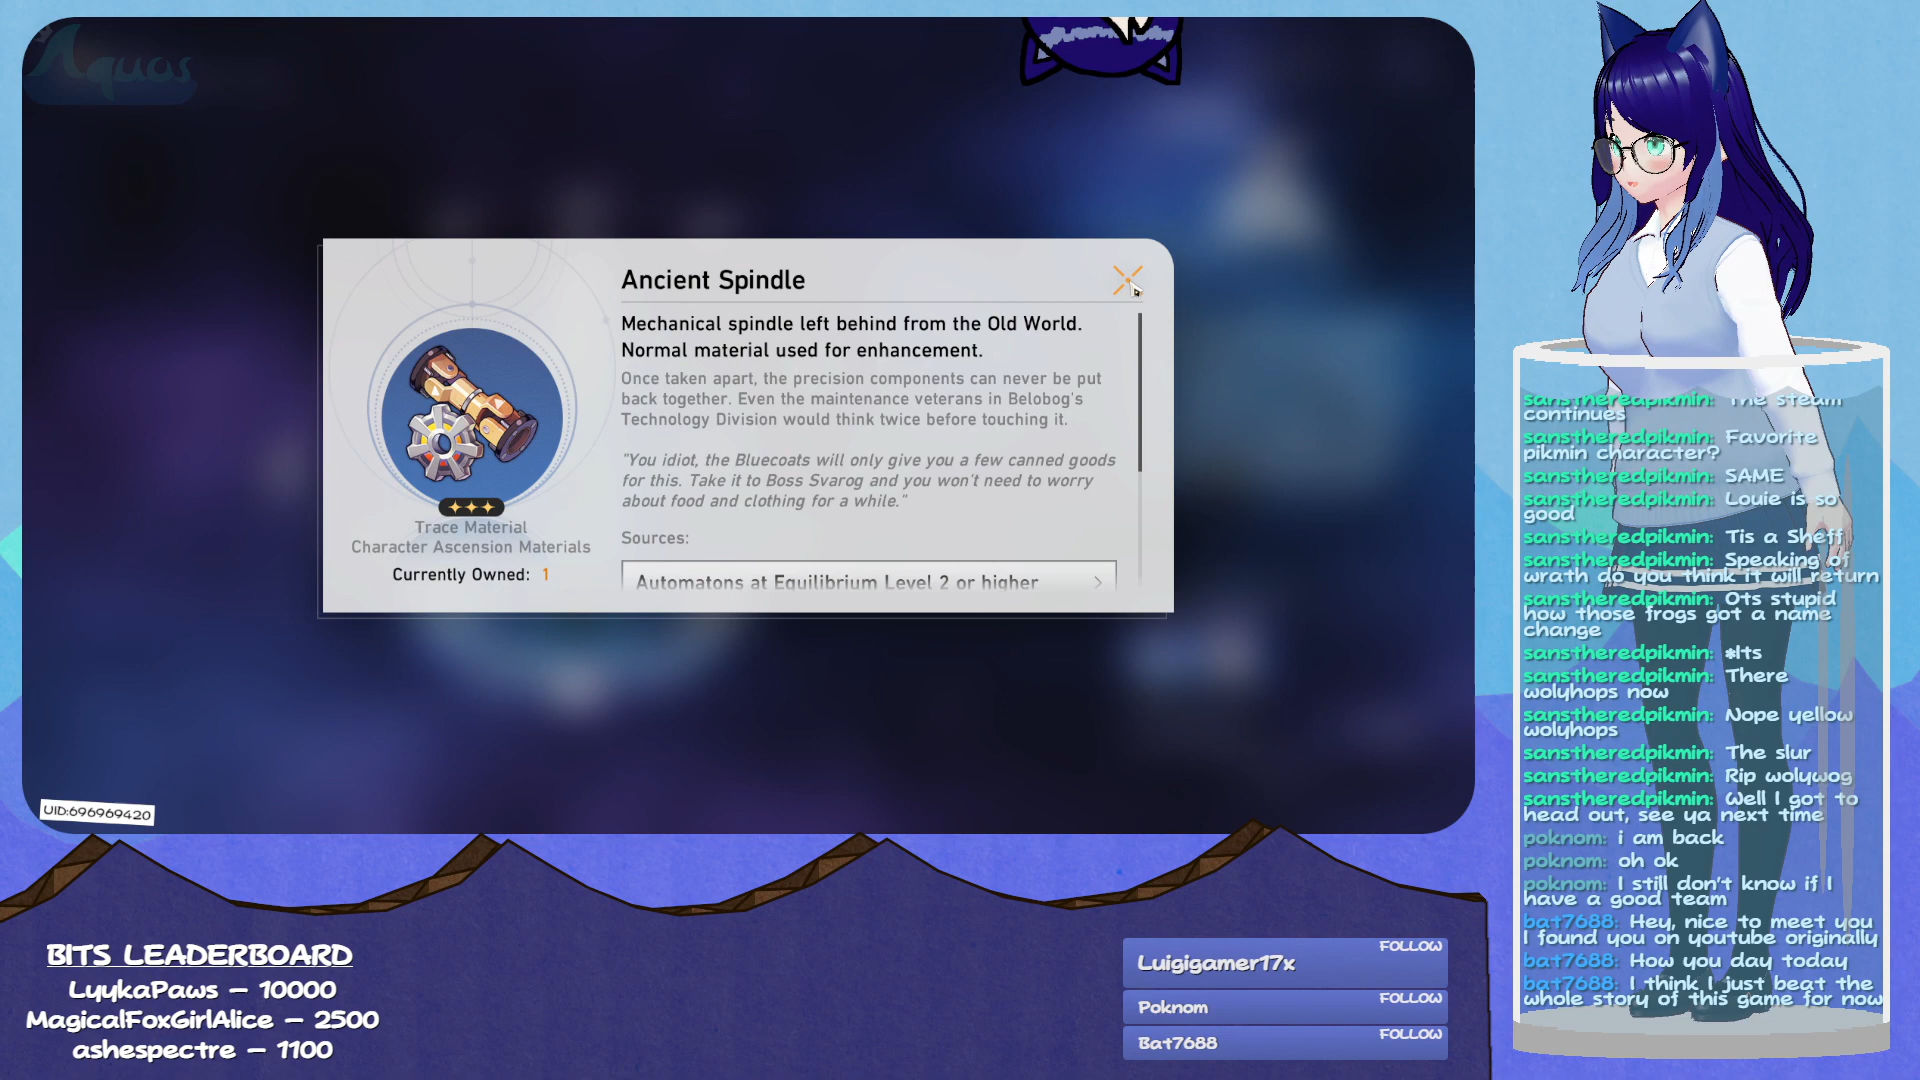 Aquas
Ancient Spindle
Mechanical spindle left behind from the Old World.
Normal material used for enhancement.
Once taken apart, the precision components can never be put
back together. Even the maintenance veterans in Belobog's
Technology Division would think twice before touching it.
"You idiot, the Bluecoats will only give you a few canned goods
for this. Take it to Boss Svarog and you won't need to worry
about food and clothing for a while."
Sources:
Automatons at Equilibrium Level 2 or higher
Trace Material
Character Ascension Materials
Currently Owned: 1
UID:696969420
BITS LEADERBOARD
LyykaPaws – 10000
MagicalFoxGirlAlice – 2500
ashespectre – 1100
FOLLOW
Luigigamer17x
FOLLOW
Poknom
FOLLOW
Bat7688
sanstheredpikmin: The steam
continues
sanstheredpikmin: Favorite
pikmin character?
sanstheredpikmin: SAME
sanstheredpikmin: Louie is so
good
sanstheredpikmin: Tis a Sheff
sanstheredpikmin: Speaking of
wrath do you think it will return
sanstheredpikmin: Ots stupid
how those frogs got a name
change
sanstheredpikmin: *Its
sanstheredpikmin: There
wolyhops now
sanstheredpikmin: Nope yellow
wolyhops
sanstheredpikmin: The slur
sanstheredpikmin: Rip wolywog
sanstheredpikmin: Well I got to
head out, see ya next time
poknom: i am back
poknom: oh ok
poknom: I still don't know if I
have a good team
bat7688: Hey, nice to meet you
I found you on youtube originally
bat7688: How you day today
bat7688: I think I just beat the
whole story of this game for now